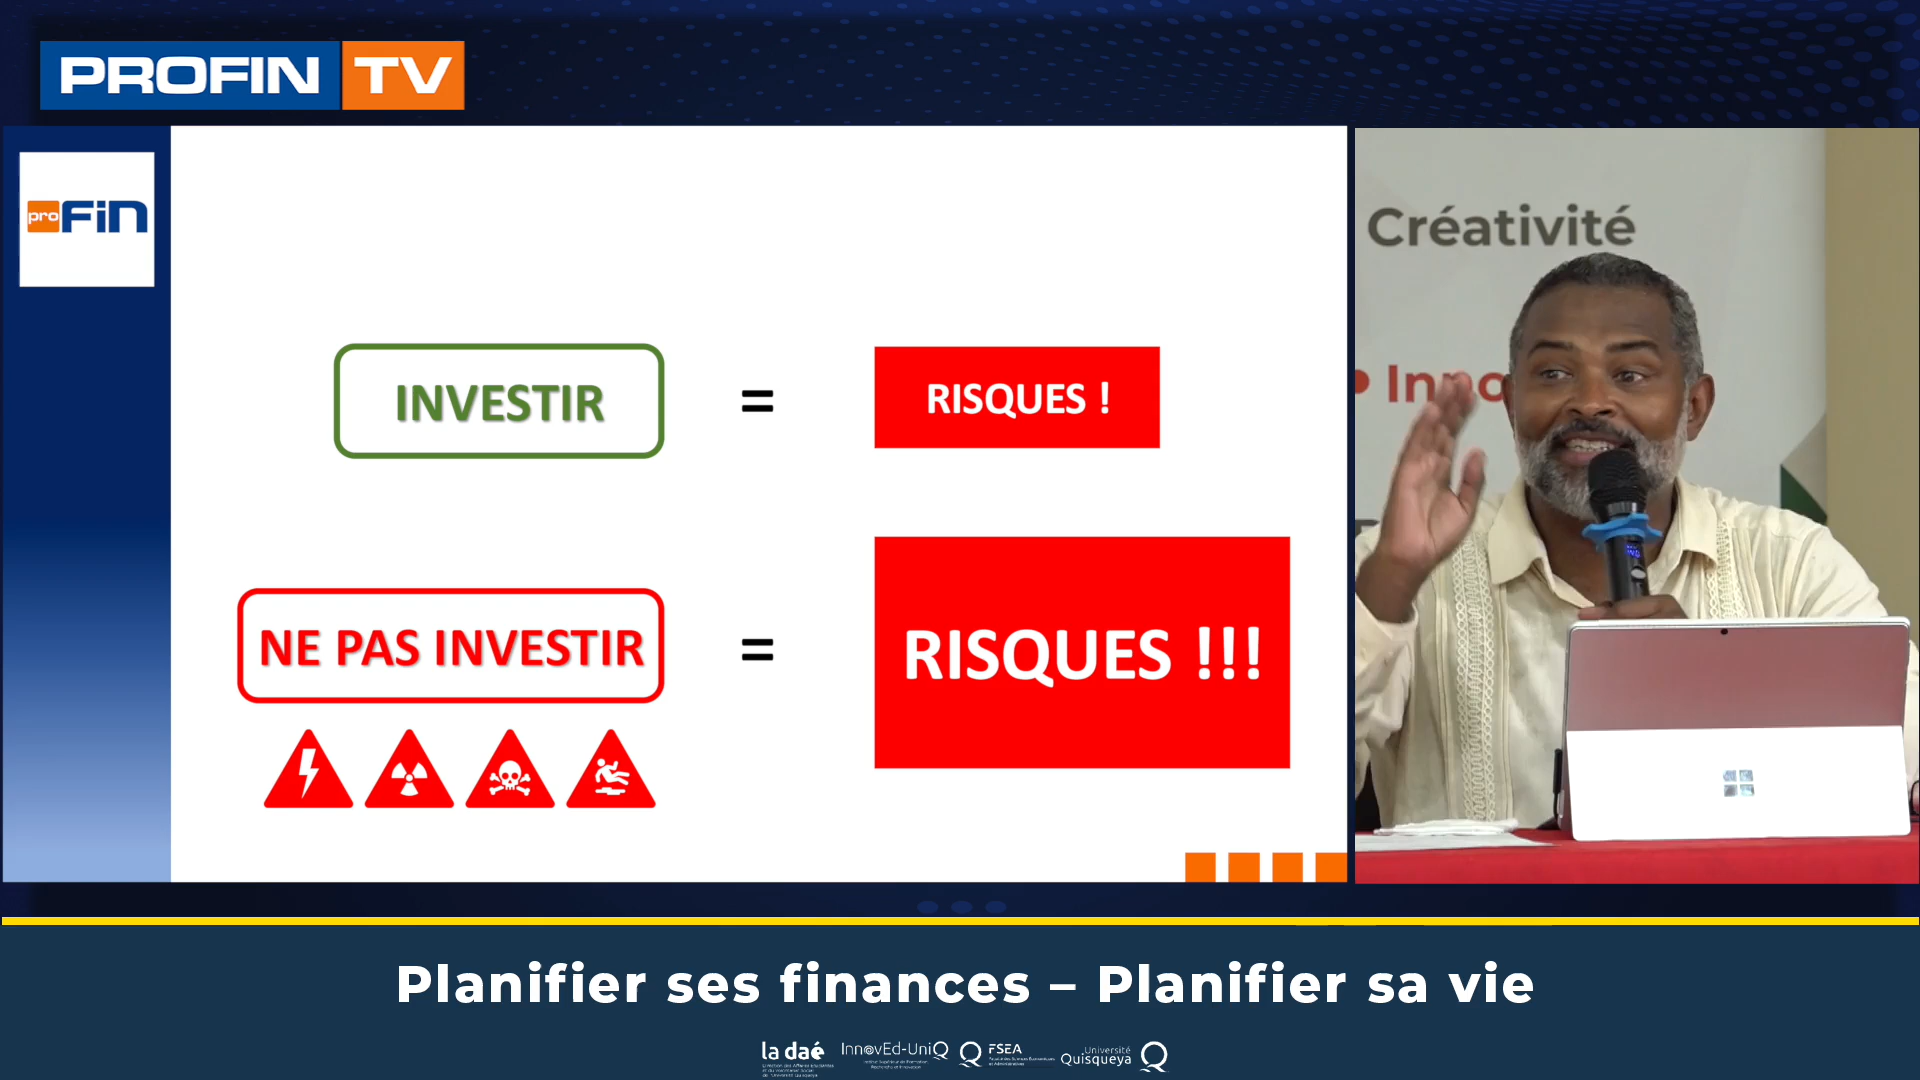 PROFIN TV
proFin
Créativité
• Inno
INVESTIR
=
RISQUES !
NE PAS INVESTIR
=
RISQUES !!!
Planifier ses finances – Planifier sa vie
la daé
InnovEd-UniQ
FSEA
Université
Quisqueya